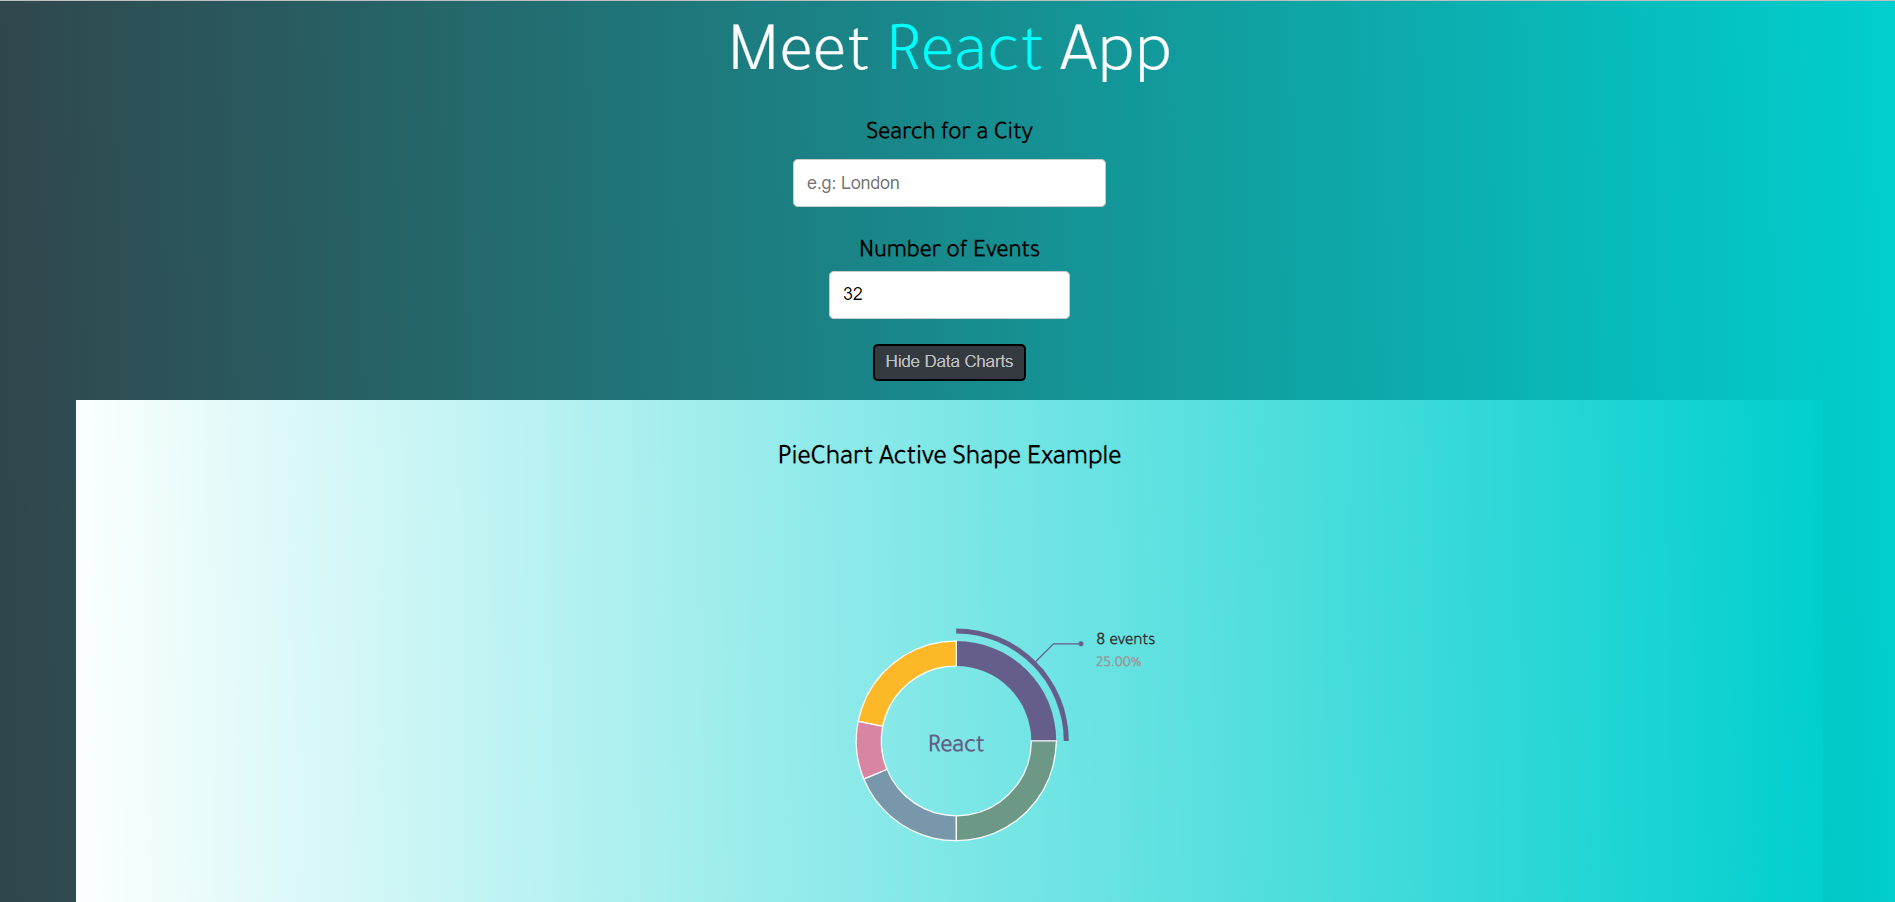 Meet React App
Search for a City
e.g: London
Number of Events
32
Hide Data Charts
PieChart Active Shape Example
8 events
25.00%
React